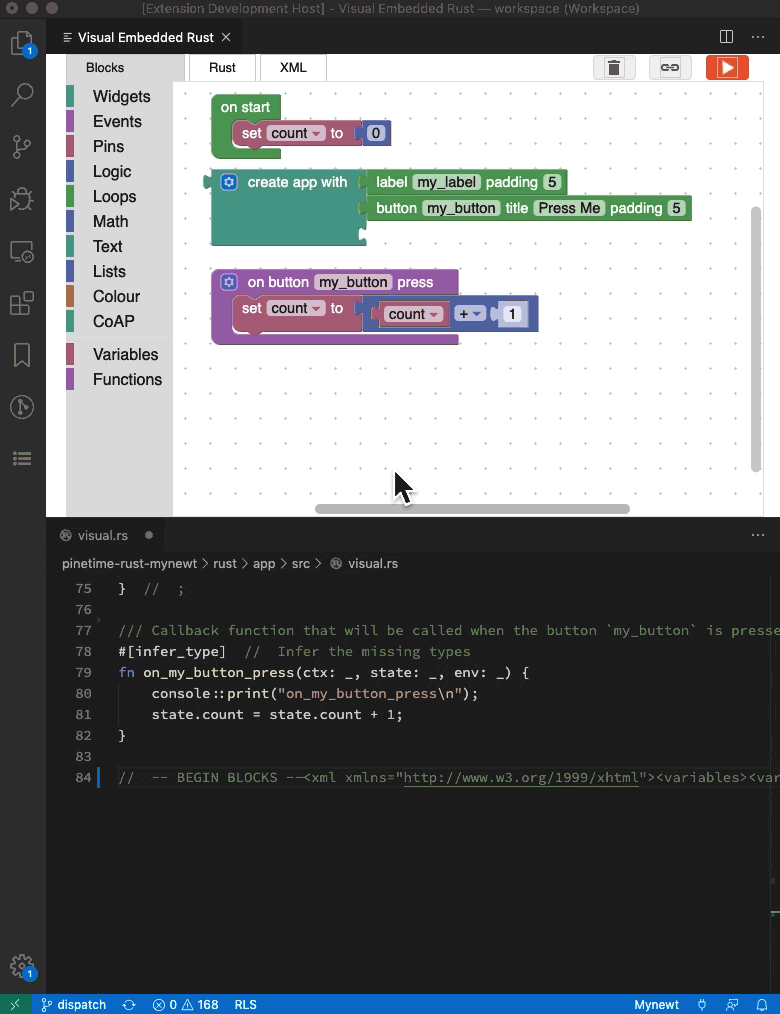 [Extension Development Host] - Visual Embedded Rust — workspace (Workspace)
1
Visual Embedded Rust
Blocks
Rust
XML
Widgets
Events
Pins
Logic
Loops
Math
Text
Lists
Colour
CoAP
Variables
Functions
on start
set count to 0
create app with label my_label padding 5
button my_button title Press Me padding 5
on button my_button press
set count to count + 1
visual.rs
pinetime-rust-mynewt > rust > app > src > visual.rs
75 }  //  ;
76
77 /// Callback function that will be called when the button `my_button` is presse
78 #[infer_type]  //  Infer the missing types
79 fn on_my_button_press(ctx: _, state: _, env: _) {
80     console::print("on_my_button_press\n");
81     state.count = state.count + 1;
82 }
83
84 //  -- BEGIN BLOCKS --<xml xmlns="http://www.w3.org/1999/xhtml"><variables><var
1
dispatch 0 168 RLS Mynewt